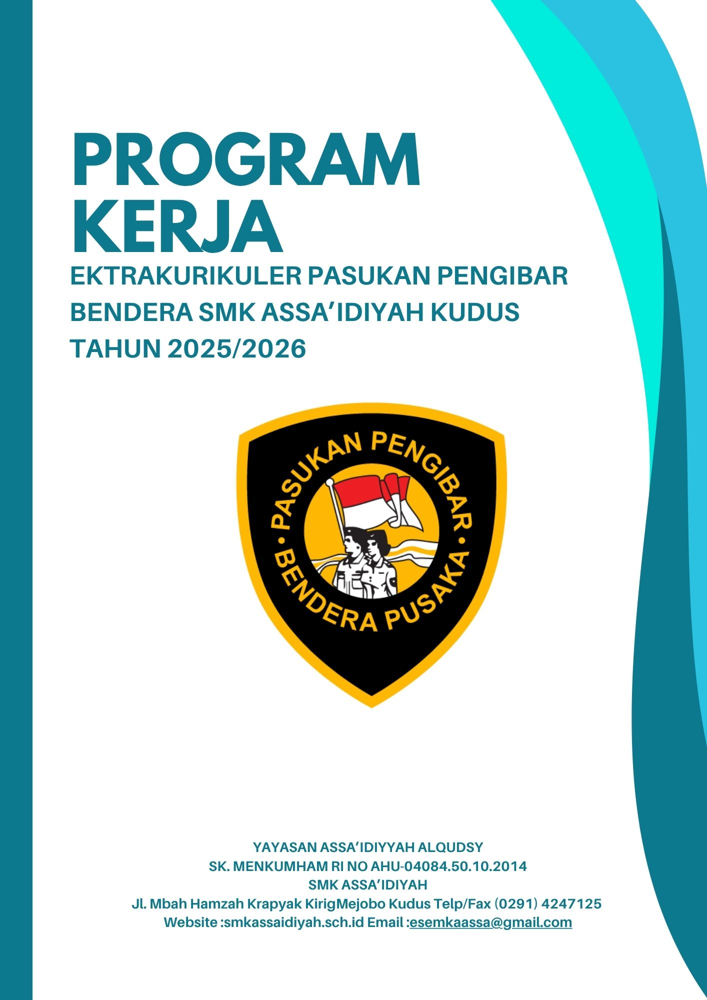 PROGRAM
KERJA
EKTRAKURIKULER PASUKAN PENGIBAR
BENDERA SMK ASSA’IDIYAH KUDUS
TAHUN 2025/2026
• PASUKAN PENGIBAR •
BENDERA PUSAKA
YAYASAN ASSA’IDIYYAH ALQUDSY
SK. MENKUMHAM RI NO AHU-04084.50.10.2014
SMK ASSA’IDIYAH
Jl. Mbah Hamzah Krapyak KirigMejobo Kudus Telp/Fax (0291) 4247125
Website :smkassaidiyah.sch.id Email :esemkaassa@gmail.com